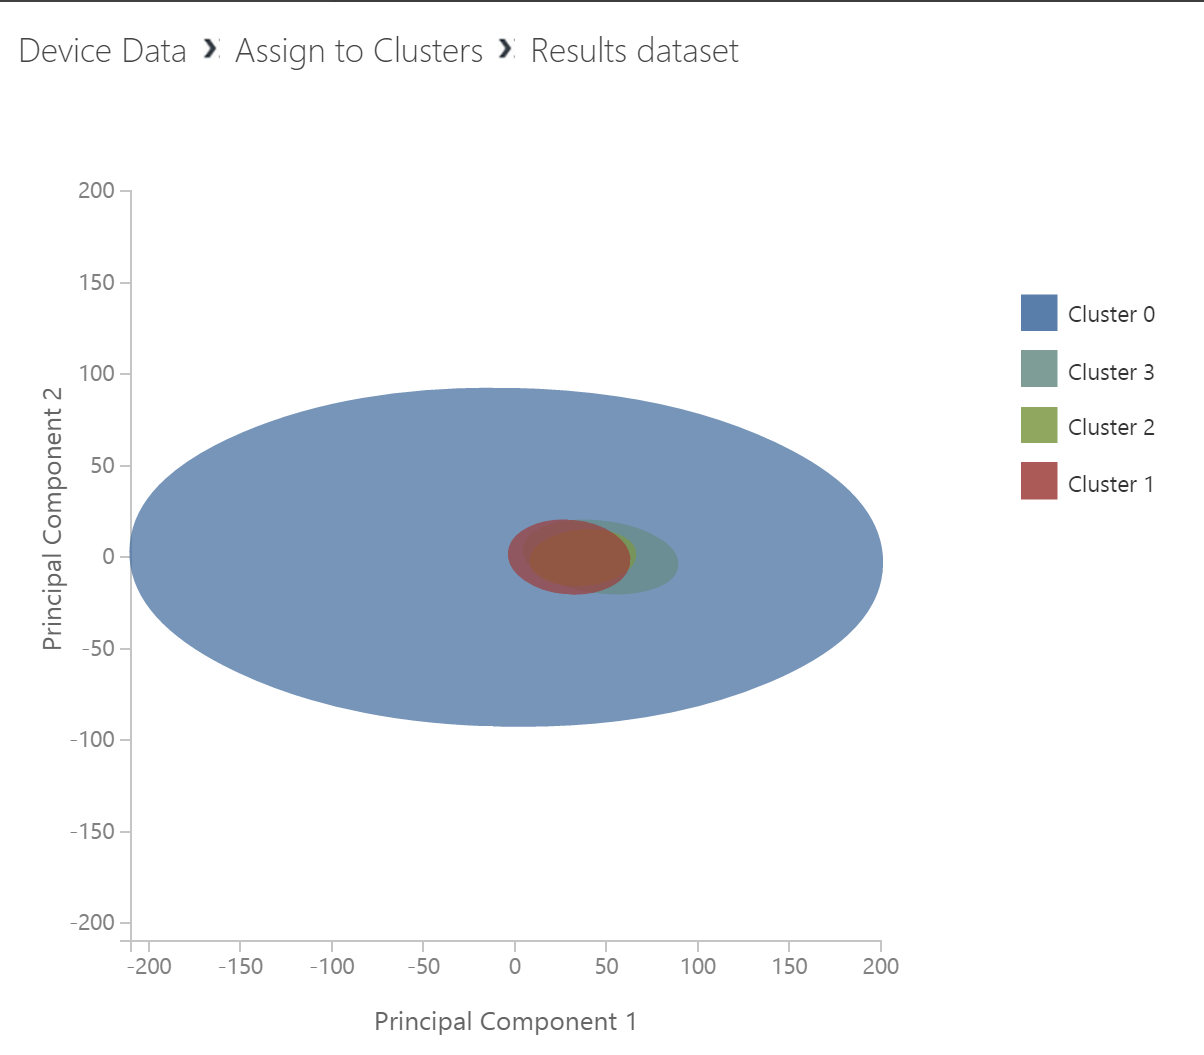 Device Data › Assign to Clusters › Results dataset
200
150
100
50
0
-50
-100
-150
-200
Principal Component 2
-200 -150 -100 -50 0 50 100 150 200
Principal Component 1
Cluster 0
Cluster 3
Cluster 2
Cluster 1